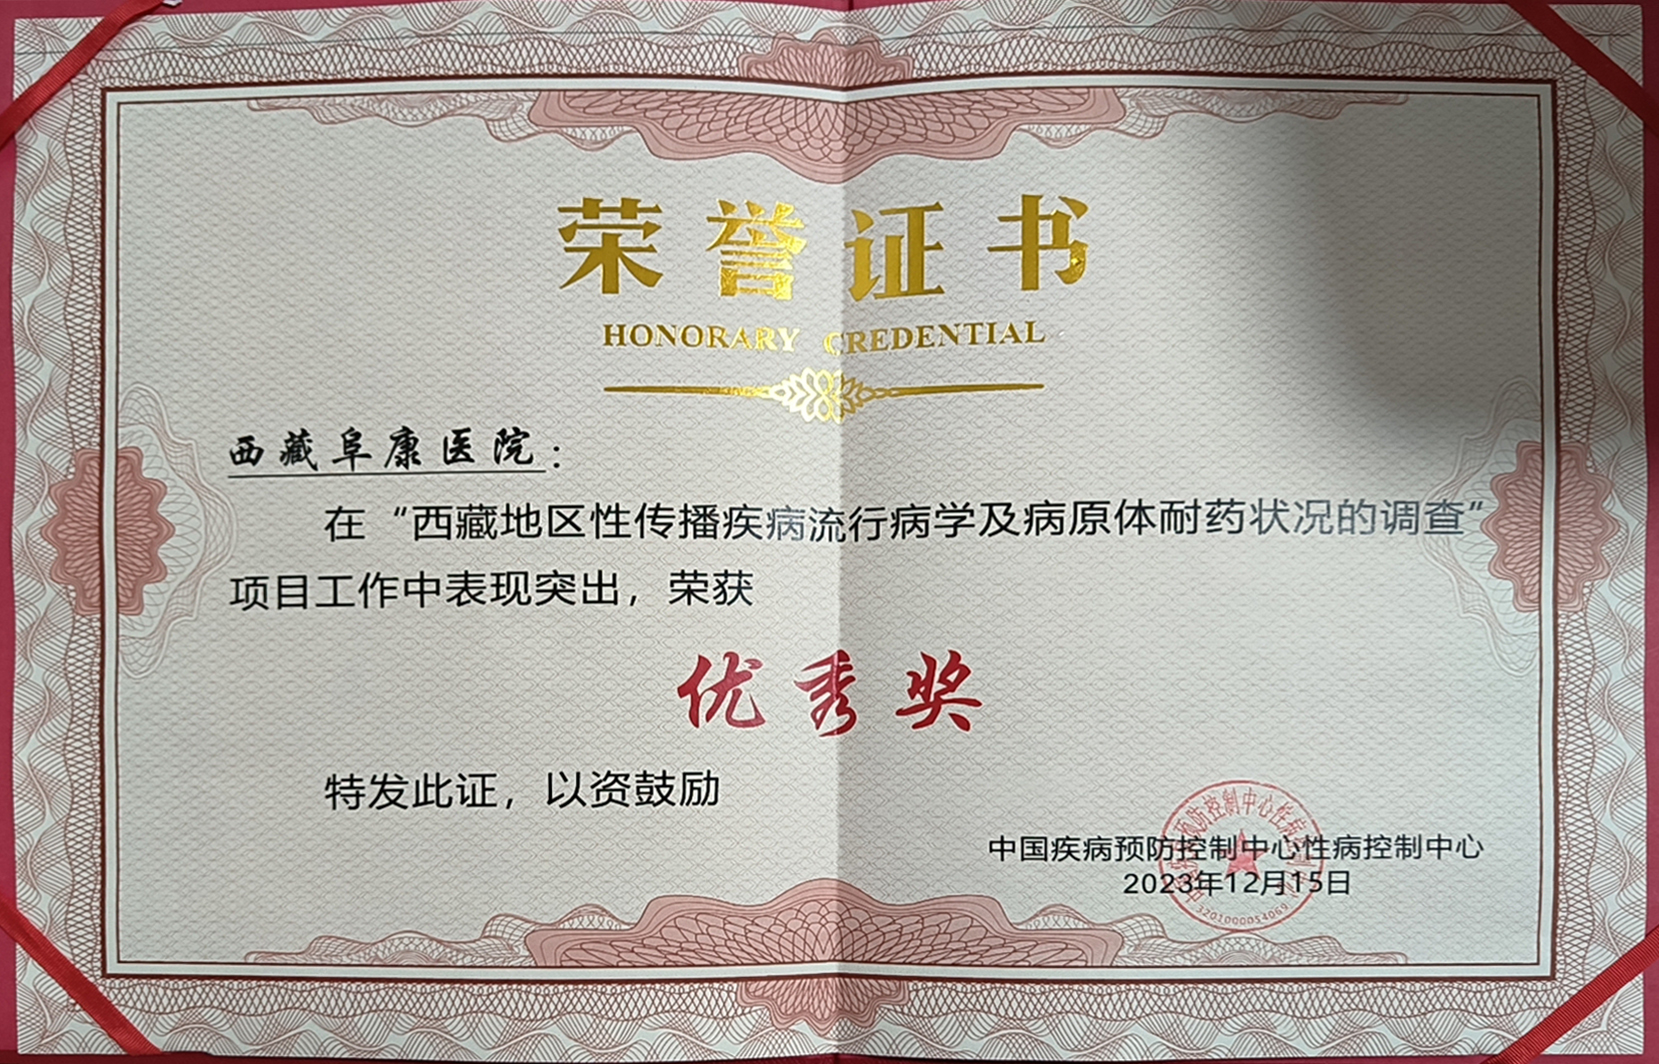 荣誉证书
HONORARY CREDENTIAL
西藏阜康医院：
在“西藏地区性传播疾病流行病学及病原体耐药状况的调查”
项目工作中表现突出，荣获
优秀奖
特发此证，以资鼓励
中国疾病预防控制中心性病控制中心
2023年12月15日
3201000054069